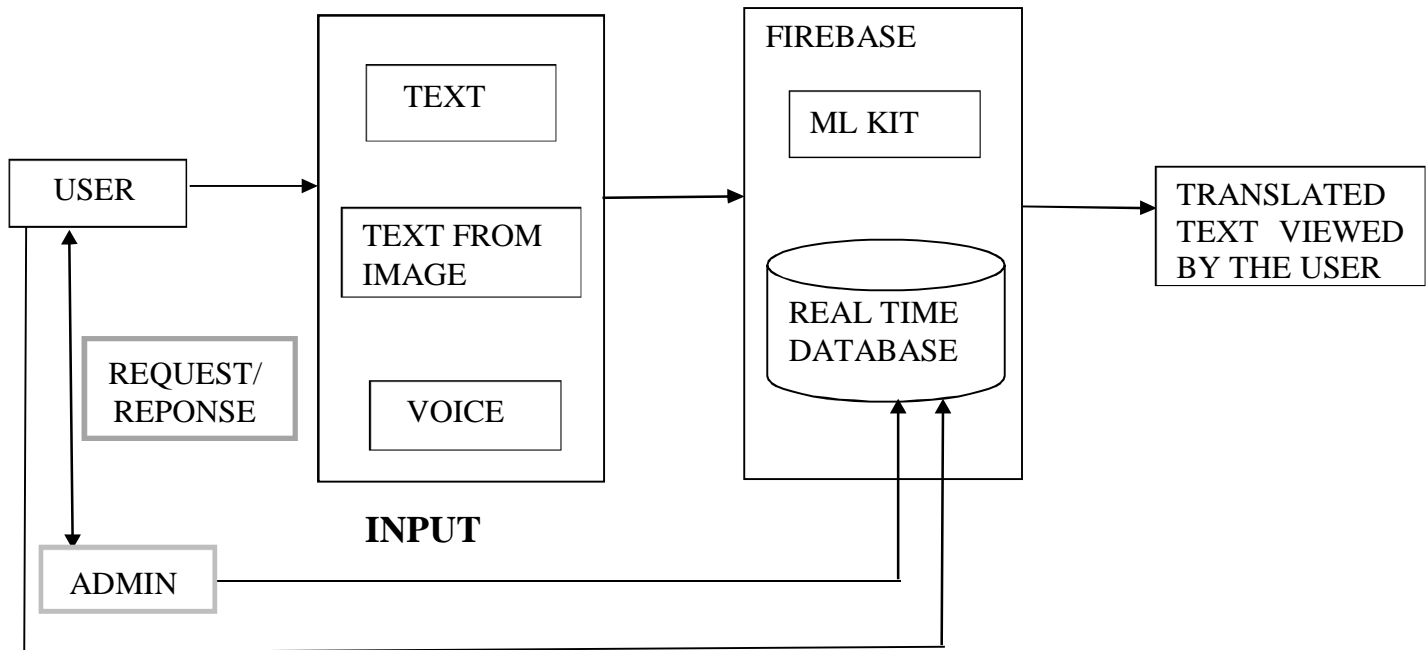 FIREBASE
TEXT
ML KIT
USER
TRANSLATED
TEXT VIEWED
BY THE USER
TEXT FROM
IMAGE
REAL TIME
DATABASE
REQUEST/
REPONSE
VOICE
INPUT
ADMIN